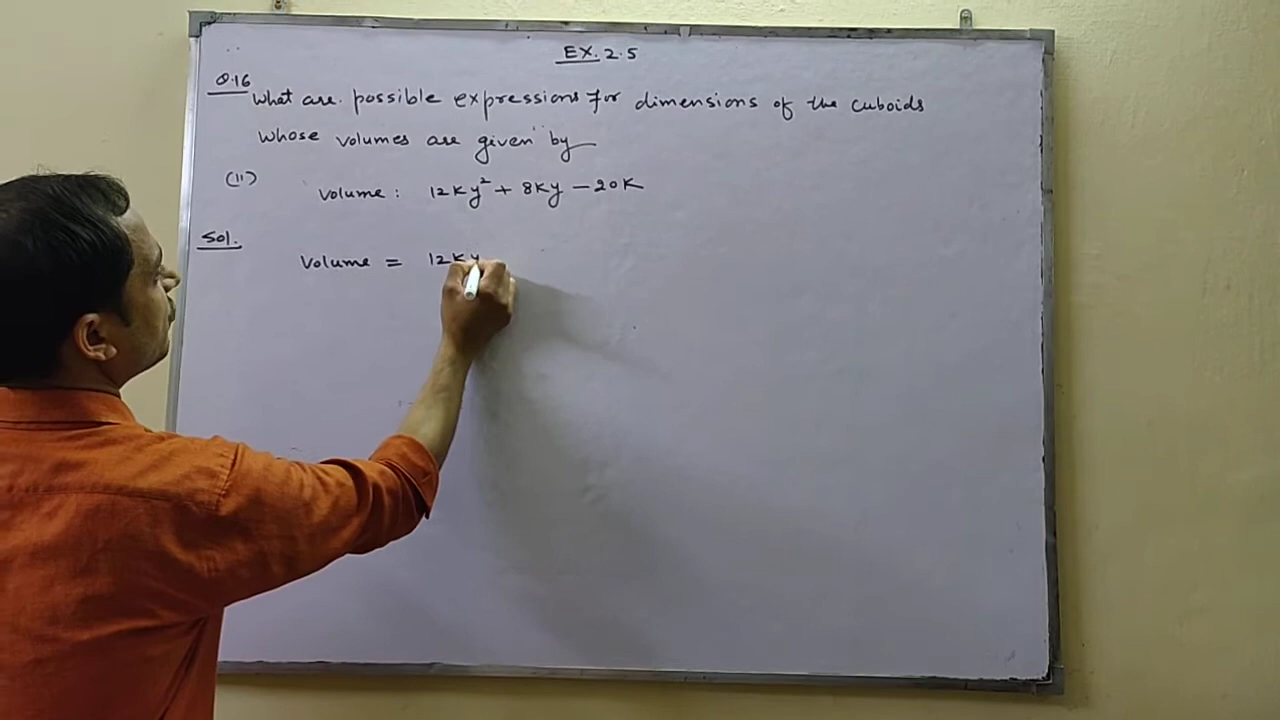 EX. 2.5
Q.16 What are possible expressions for dimensions of the cuboids
whose volumes are given by
(ii) Volume : 12Ky² + 8Ky − 20K
Sol.
Volume = 12Ky